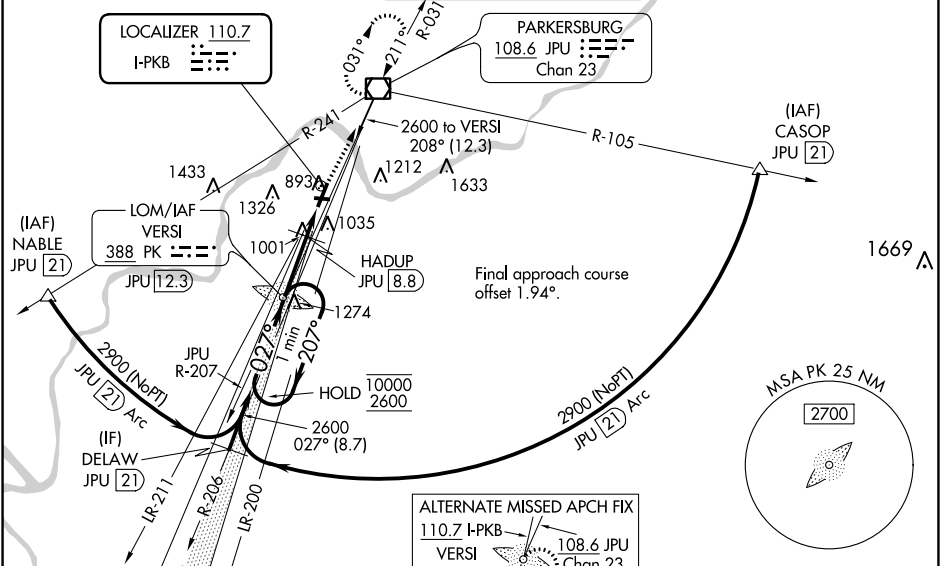 LOCALIZER 110.7
I-PKB
031°
211°
R-031
PARKERSBURG
108.6 JPU
Chan 23
R-241
2600 to VERSI
208° (12.3)
R-105
(IAF)
CASOP
JPU 21
1433
1326
893
1212
1633
1035
1001
LOM/IAF
VERSI
388 PK
JPU 12.3
(IAF)
NABLE
JPU 21
HADUP
JPU 8.8
1669
Final approach course
offset 1.94°.
1274
027°
1 min
207°
JPU
R-207
HOLD 10000
2600
2900 (NoPT)
JPU 21 Arc
2900 (NoPT)
JPU 21 Arc
2600
027° (8.7)
(IF)
DELAW
JPU 21
LR-211
R-206
LR-200
MSA PK 25 NM
2700
ALTERNATE MISSED APCH FIX
110.7 I-PKB
VERSI
108.6 JPU
Chan 23